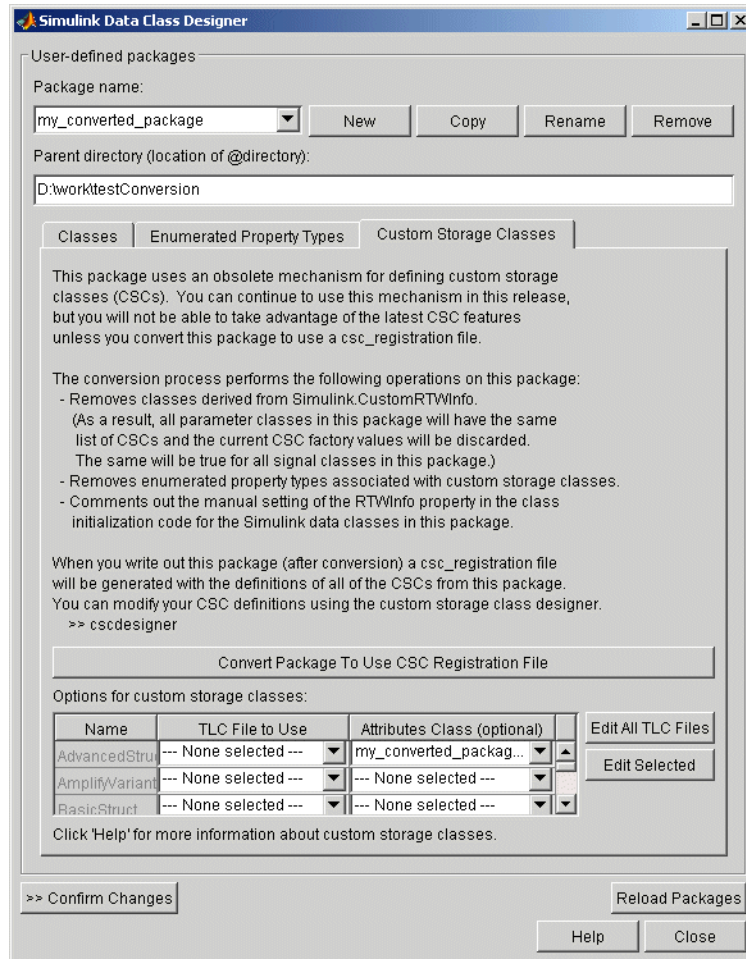 Simulink Data Class Designer
User-defined packages
Package name:
my_converted_package
New
Copy
Rename
Remove
Parent directory (location of @directory):
D:\work\testConversion
Classes
Enumerated Property Types
Custom Storage Classes
This package uses an obsolete mechanism for defining custom storage
classes (CSCs). You can continue to use this mechanism in this release,
but you will not be able to take advantage of the latest CSC features
unless you convert this package to use a csc_registration file.
The conversion process performs the following operations on this package:
- Removes classes derived from Simulink.CustomRTWInfo.
(As a result, all parameter classes in this package will have the same
list of CSCs and the current CSC factory values will be discarded.
The same will be true for all signal classes in this package.)
- Removes enumerated property types associated with custom storage classes.
- Comments out the manual setting of the RTWInfo property in the class
initialization code for the Simulink data classes in this package.
When you write out this package (after conversion) a csc_registration file
will be generated with the definitions of all of the CSCs from this package.
You can modify your CSC definitions using the custom storage class designer.
>> cscdesigner
Convert Package To Use CSC Registration File
Options for custom storage classes:
Name TLC File to Use Attributes Class (optional)
AdvancedStru --- None selected --- my_converted_packag...
AmplifyVariant --- None selected --- --- None selected ---
BasicStruct --- None selected --- --- None selected ---
Edit All TLC Files
Edit Selected
Click 'Help' for more information about custom storage classes.
>> Confirm Changes
Reload Packages
Help
Close